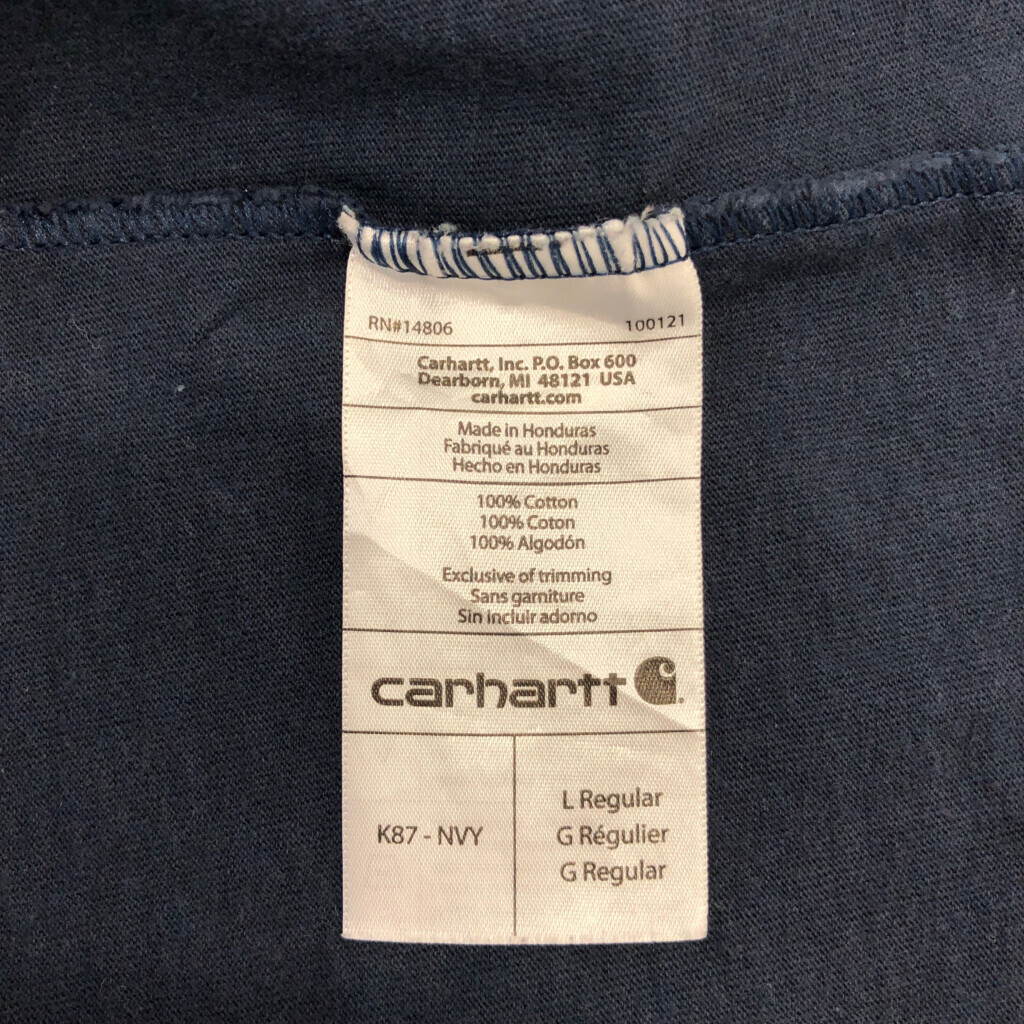 RN#14806 100121
Carhartt, Inc. P.O. Box 600
Dearborn, MI 48121 USA
carhartt.com
Made in Honduras
Fabriqué au Honduras
Hecho en Honduras
100% Cotton
100% Coton
100% Algodón
Exclusive of trimming
Sans garniture
Sin incluir adorno
carhartt
K87 - NVY
L Regular
G Régulier
G Regular